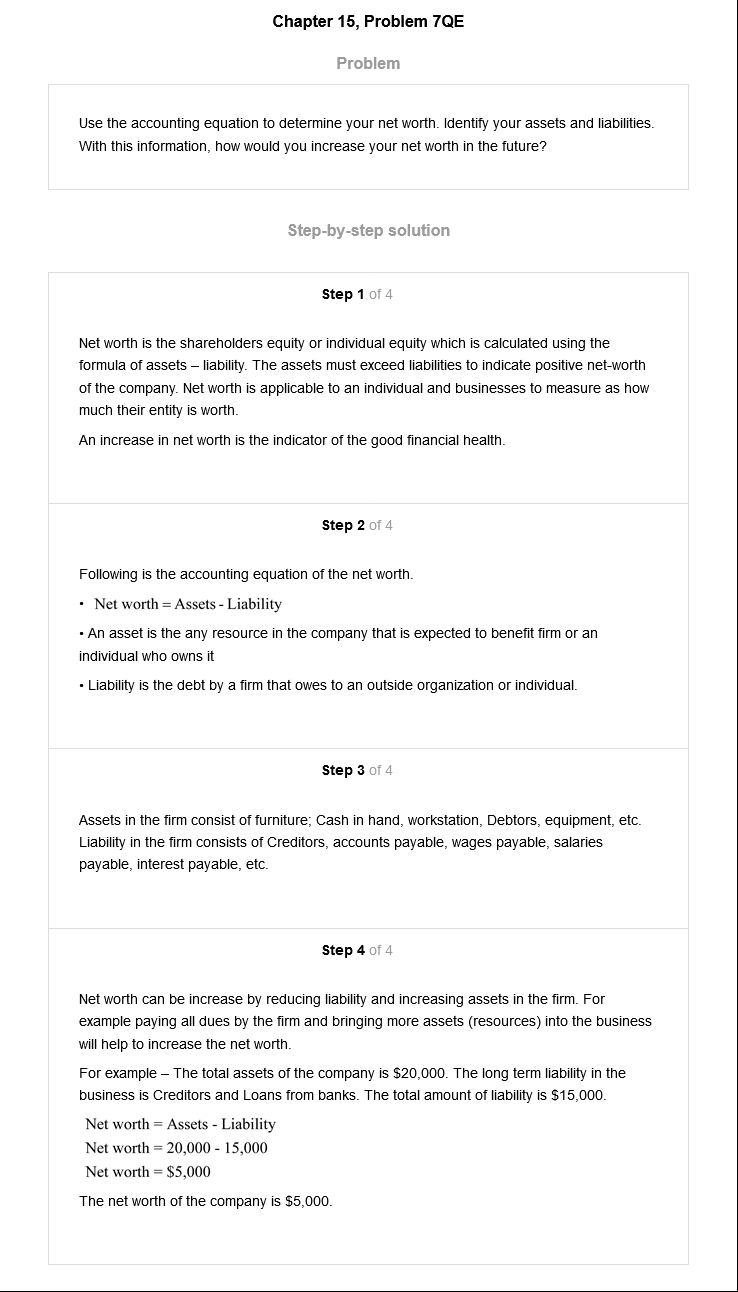 Chapter 15, Problem 7QE
Problem
Use the accounting equation to determine your net worth. Identify your assets and liabilities.
With this information, how would you increase your net worth in the future?
Step-by-step solution
Step 1 of 4
Net worth is the shareholders equity or individual equity which is calculated using the
formula of assets – liability. The assets must exceed liabilities to indicate positive net-worth
of the company. Net worth is applicable to an individual and businesses to measure as how
much their entity is worth.
An increase in net worth is the indicator of the good financial health.
Step 2 of 4
Following is the accounting equation of the net worth.
• Net worth = Assets - Liability
• An asset is the any resource in the company that is expected to benefit firm or an
individual who owns it
• Liability is the debt by a firm that owes to an outside organization or individual.
Step 3 of 4
Assets in the firm consist of furniture; Cash in hand, workstation, Debtors, equipment, etc.
Liability in the firm consists of Creditors, accounts payable, wages payable, salaries
payable, interest payable, etc.
Step 4 of 4
Net worth can be increase by reducing liability and increasing assets in the firm. For
example paying all dues by the firm and bringing more assets (resources) into the business
will help to increase the net worth.
For example – The total assets of the company is $20,000. The long term liability in the
business is Creditors and Loans from banks. The total amount of liability is $15,000.
Net worth = Assets - Liability
Net worth = 20,000 - 15,000
Net worth = $5,000
The net worth of the company is $5,000.